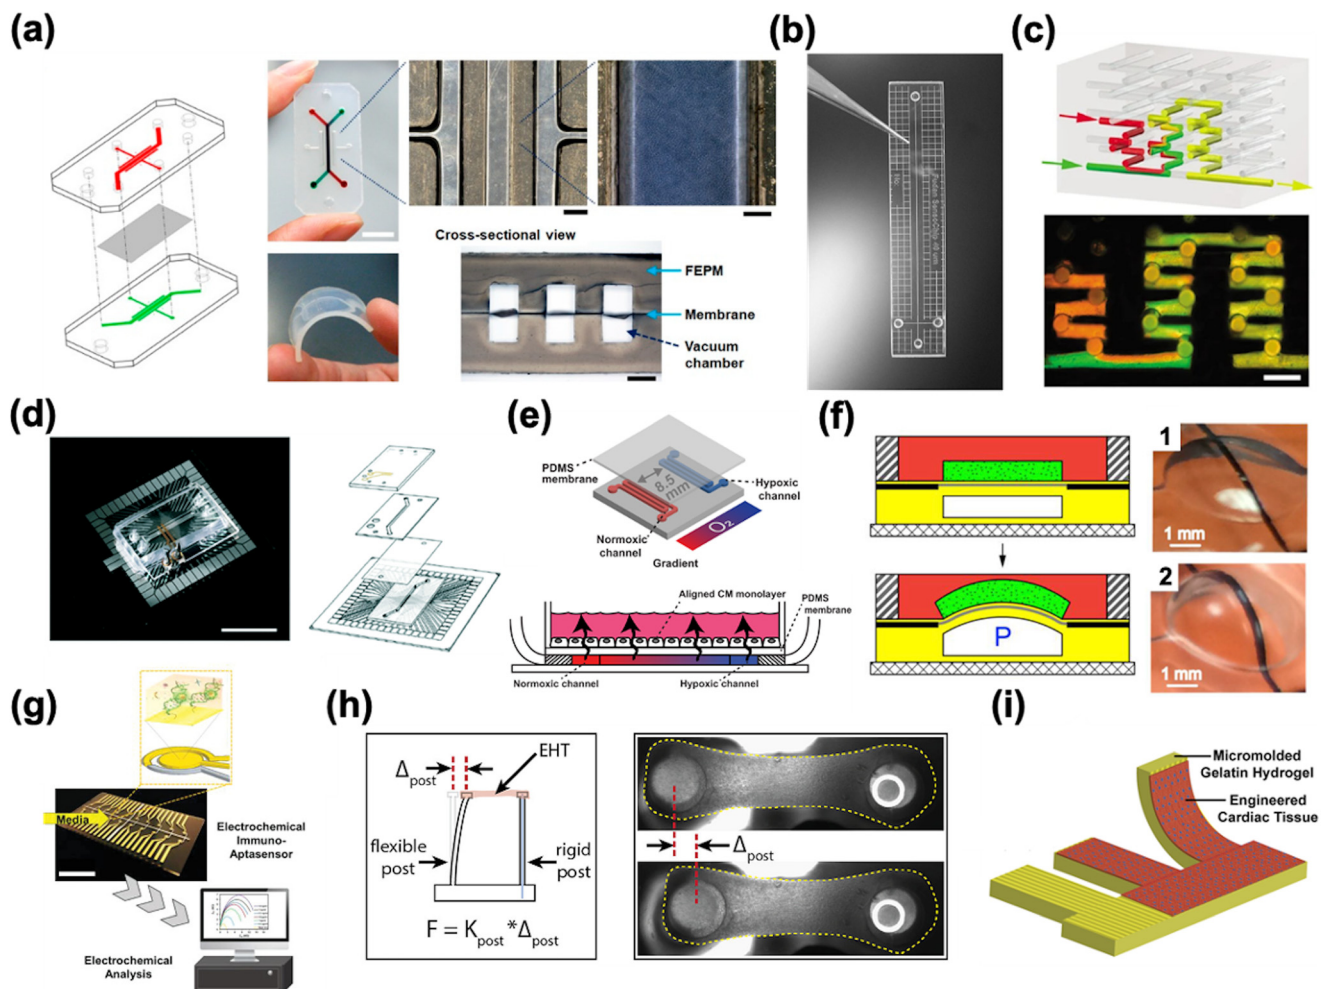 (a)
Cross-sectional view
FEPM
Membrane
Vacuum
chamber
(b)
(c)
(d)
(e)
PDMS
membrane
8.5
mm
Hypoxic
channel
Normoxic
channel
O₂
Gradient
Aligned CM monolayer
PDMS
membrane
Normoxic channel
Hypoxic channel
(f)
P
1
1 mm
2
1 mm
(g)
Media
Electrochemical
Immuno-
Aptasensor
Electrochemical
Analysis
(h)
Δpost
EHT
flexible
post
rigid
post
F = Kpost*Δpost
Δpost
(i)
Micromolded
Gelatin Hydrogel
Engineered
Cardiac Tissue